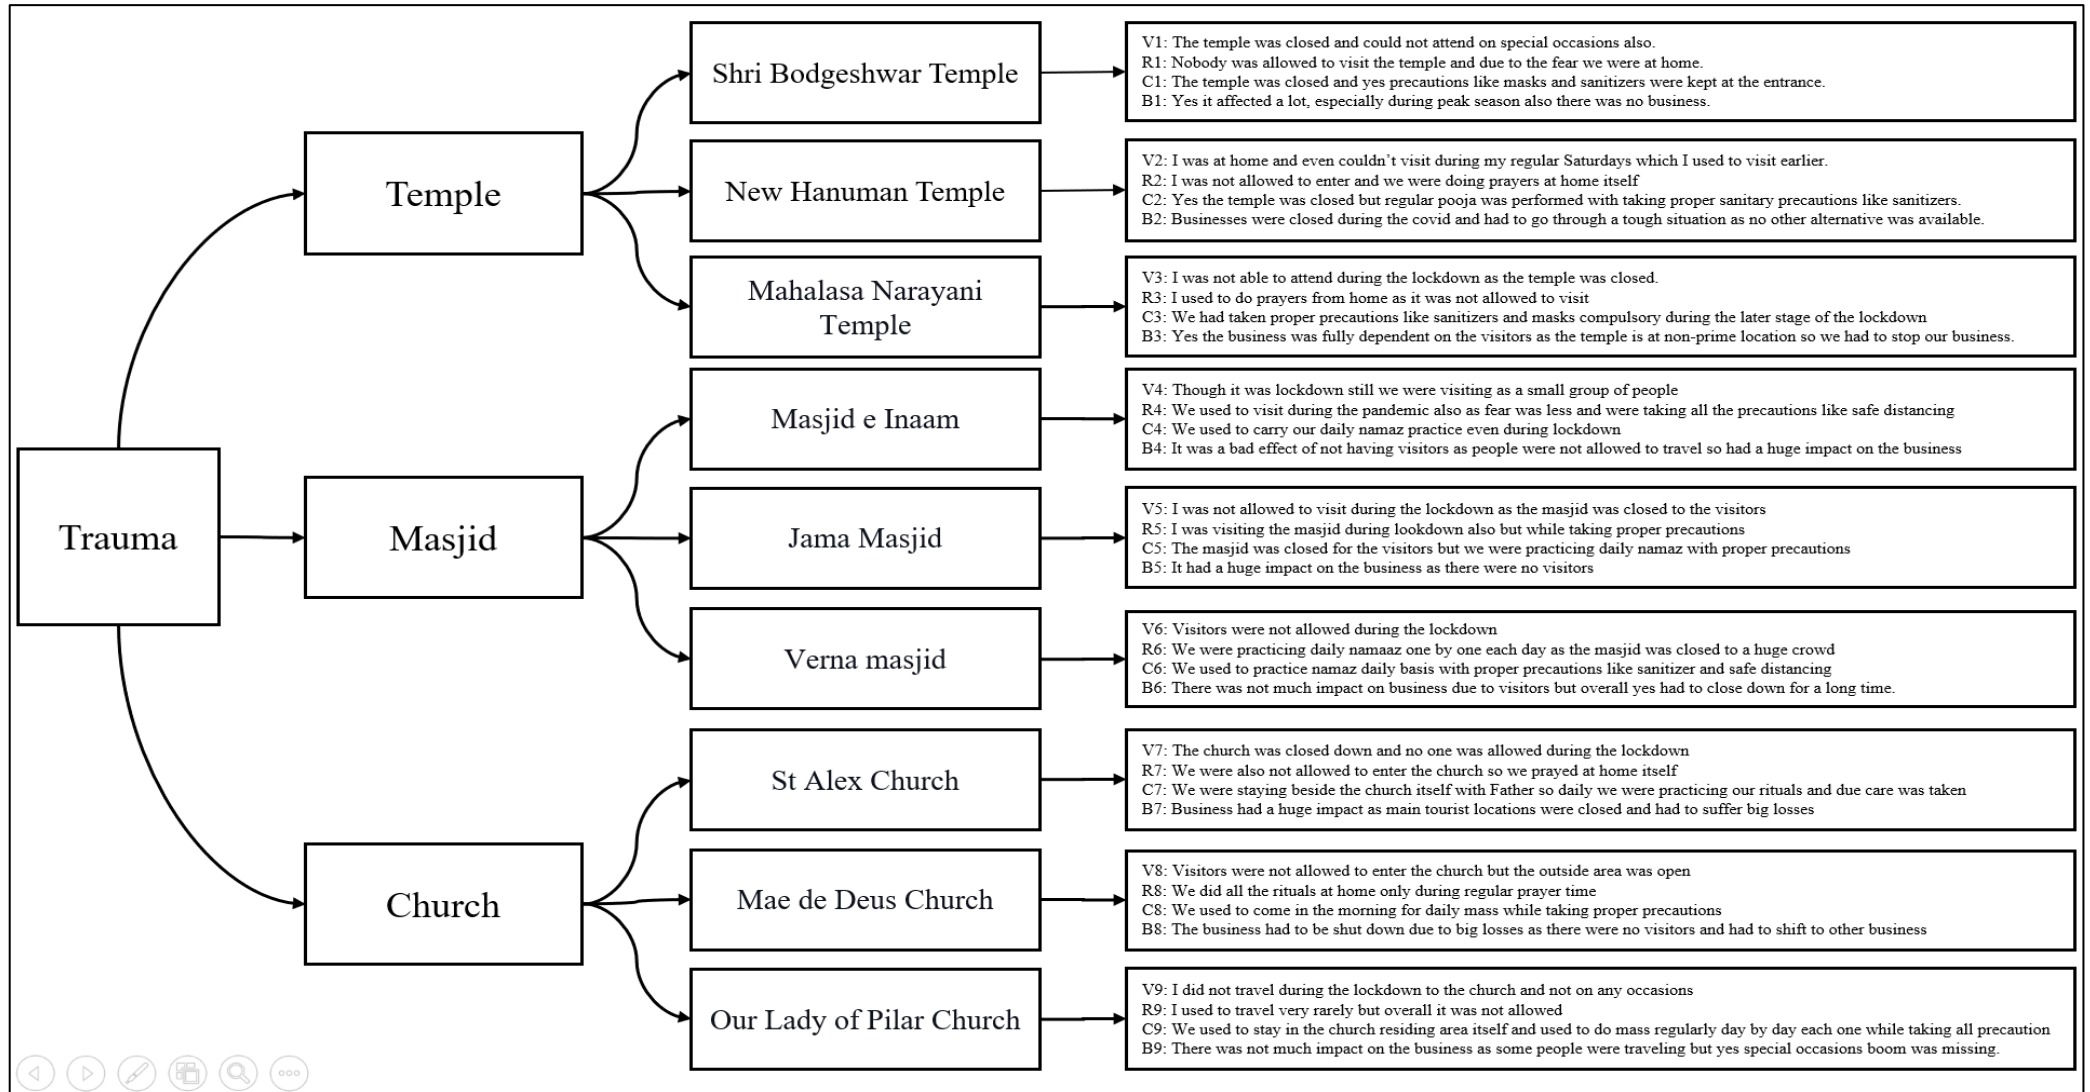 Trauma
Temple
Shri Bodgeshwar Temple
V1: The temple was closed and could not attend on special occasions also.
R1: Nobody was allowed to visit the temple and due to the fear we were at home.
C1: The temple was closed and yes precautions like masks and sanitizers were kept at the entrance.
B1: Yes it affected a lot, especially during peak season also there was no business.
New Hanuman Temple
V2: I was at home and even couldn’t visit during my regular Saturdays which I used to visit earlier.
R2: I was not allowed to enter and we were doing prayers at home itself
C2: Yes the temple was closed but regular pooja was performed with taking proper sanitary precautions like sanitizers.
B2: Businesses were closed during the covid and had to go through a tough situation as no other alternative was available.
Mahalasa Narayani
Temple
V3: I was not able to attend during the lockdown as the temple was closed.
R3: I used to do prayers from home as it was not allowed to visit
C3: We had taken proper precautions like sanitizers and masks compulsory during the later stage of the lockdown
B3: Yes the business was fully dependent on the visitors as the temple is at non-prime location so we had to stop our business.
Masjid
Masjid e Inaam
V4: Though it was lockdown still we were visiting as a small group of people
R4: We used to visit during the pandemic also as fear was less and were taking all the precautions like safe distancing
C4: We used to carry our daily namaz practice even during lockdown
B4: It was a bad effect of not having visitors as people were not allowed to travel so had a huge impact on the business
Jama Masjid
V5: I was not allowed to visit during the lockdown as the masjid was closed to the visitors
R5: I was visiting the masjid during lookdown also but while taking proper precautions
C5: The masjid was closed for the visitors but we were practicing daily namaz with proper precautions
B5: It had a huge impact on the business as there were no visitors
Verna masjid
V6: Visitors were not allowed during the lockdown
R6: We were practicing daily namaaz one by one each day as the masjid was closed to a huge crowd
C6: We used to practice namaz daily basis with proper precautions like sanitizer and safe distancing
B6: There was not much impact on business due to visitors but overall yes had to close down for a long time.
Church
St Alex Church
V7: The church was closed down and no one was allowed during the lockdown
R7: We were also not allowed to enter the church so we prayed at home itself
C7: We were staying beside the church itself with Father so daily we were practicing our rituals and due care was taken
B7: Business had a huge impact as main tourist locations were closed and had to suffer big losses
Mae de Deus Church
V8: Visitors were not allowed to enter the church but the outside area was open
R8: We did all the rituals at home only during regular prayer time
C8: We used to come in the morning for daily mass while taking proper precautions
B8: The business had to be shut down due to big losses as there were no visitors and had to shift to other business
Our Lady of Pilar Church
V9: I did not travel during the lockdown to the church and not on any occasions
R9: I used to travel very rarely but overall it was not allowed
C9: We used to stay in the church residing area itself and used to do mass regularly day by day each one while taking all precaution
B9: There was not much impact on the business as some people were traveling but yes special occasions boom was missing.